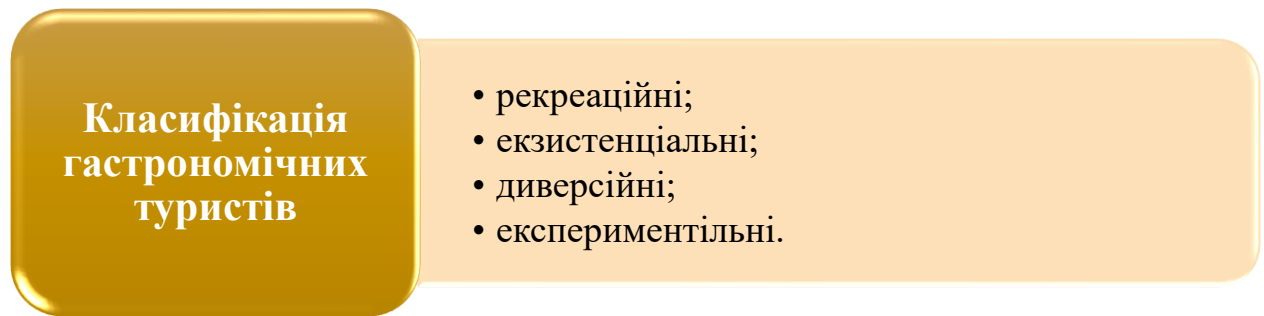 Класифікація
гастрономічних
туристів
• рекреаційні;
• екзистенціальні;
• диверсійні;
• експериментільні.